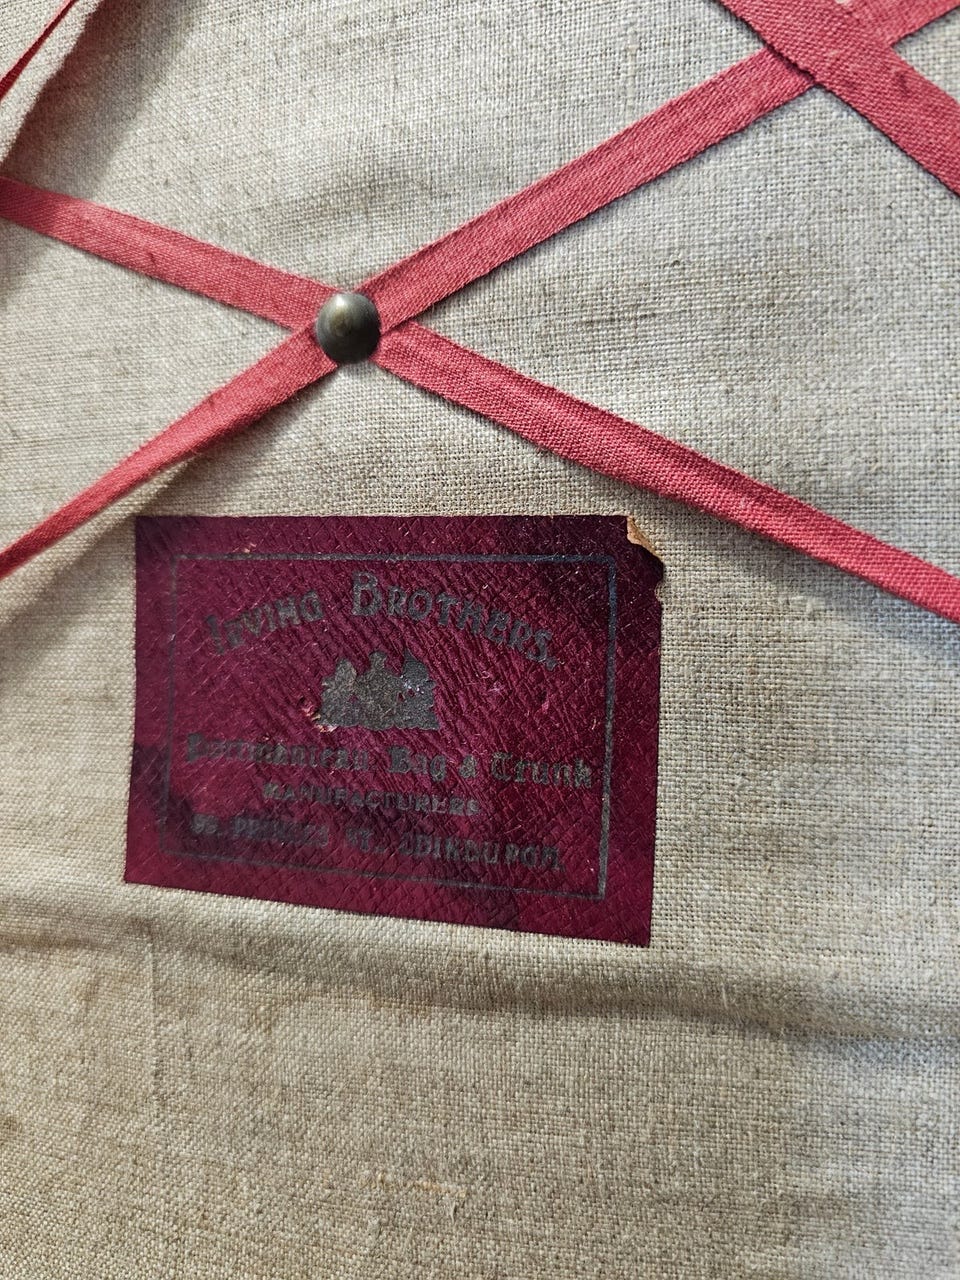 Irving Brothers.
Portmanteau, Bag & Trunk
Manufacturers
Princes St., Edinburgh.